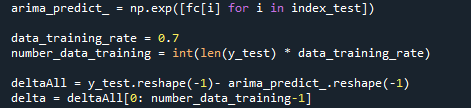 arima_predict_ = np.exp([fc[i] for i in index_test])
data_training_rate = 0.7
number_data_training = int(len(y_test) * data_training_rate)
deltaAll = y_test.reshape(-1)- arima_predict_.reshape(-1)
delta = deltaAll[0: number_data_training-1]